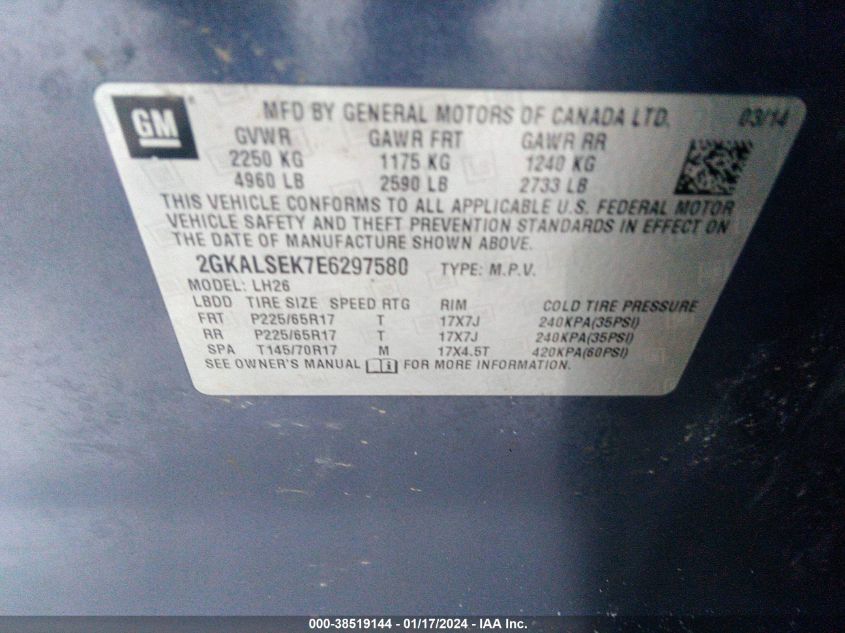 GM
MFD BY GENERAL MOTORS OF CANADA LTD. 03/14
GVWR GAWR FRT GAWR RR
2250 KG 1175 KG 1240 KG
4960 LB 2590 LB 2733 LB
THIS VEHICLE CONFORMS TO ALL APPLICABLE U.S. FEDERAL MOTOR
VEHICLE SAFETY AND THEFT PREVENTION STANDARDS IN EFFECT ON
THE DATE OF MANUFACTURE SHOWN ABOVE.
2GKALSEK7E6297580 TYPE: M.P.V.
MODEL: LH26
LBDD TIRE SIZE SPEED RTG RIM COLD TIRE PRESSURE
FRT P225/65R17 T 17X7J 240KPA(35PSI)
RR P225/65R17 T 17X7J 240KPA(35PSI)
SPA T145/70R17 M 17X4.5T 420KPA(60PSI)
SEE OWNER'S MANUAL FOR MORE INFORMATION.
000-38519144 - 01/17/2024 - IAA Inc.